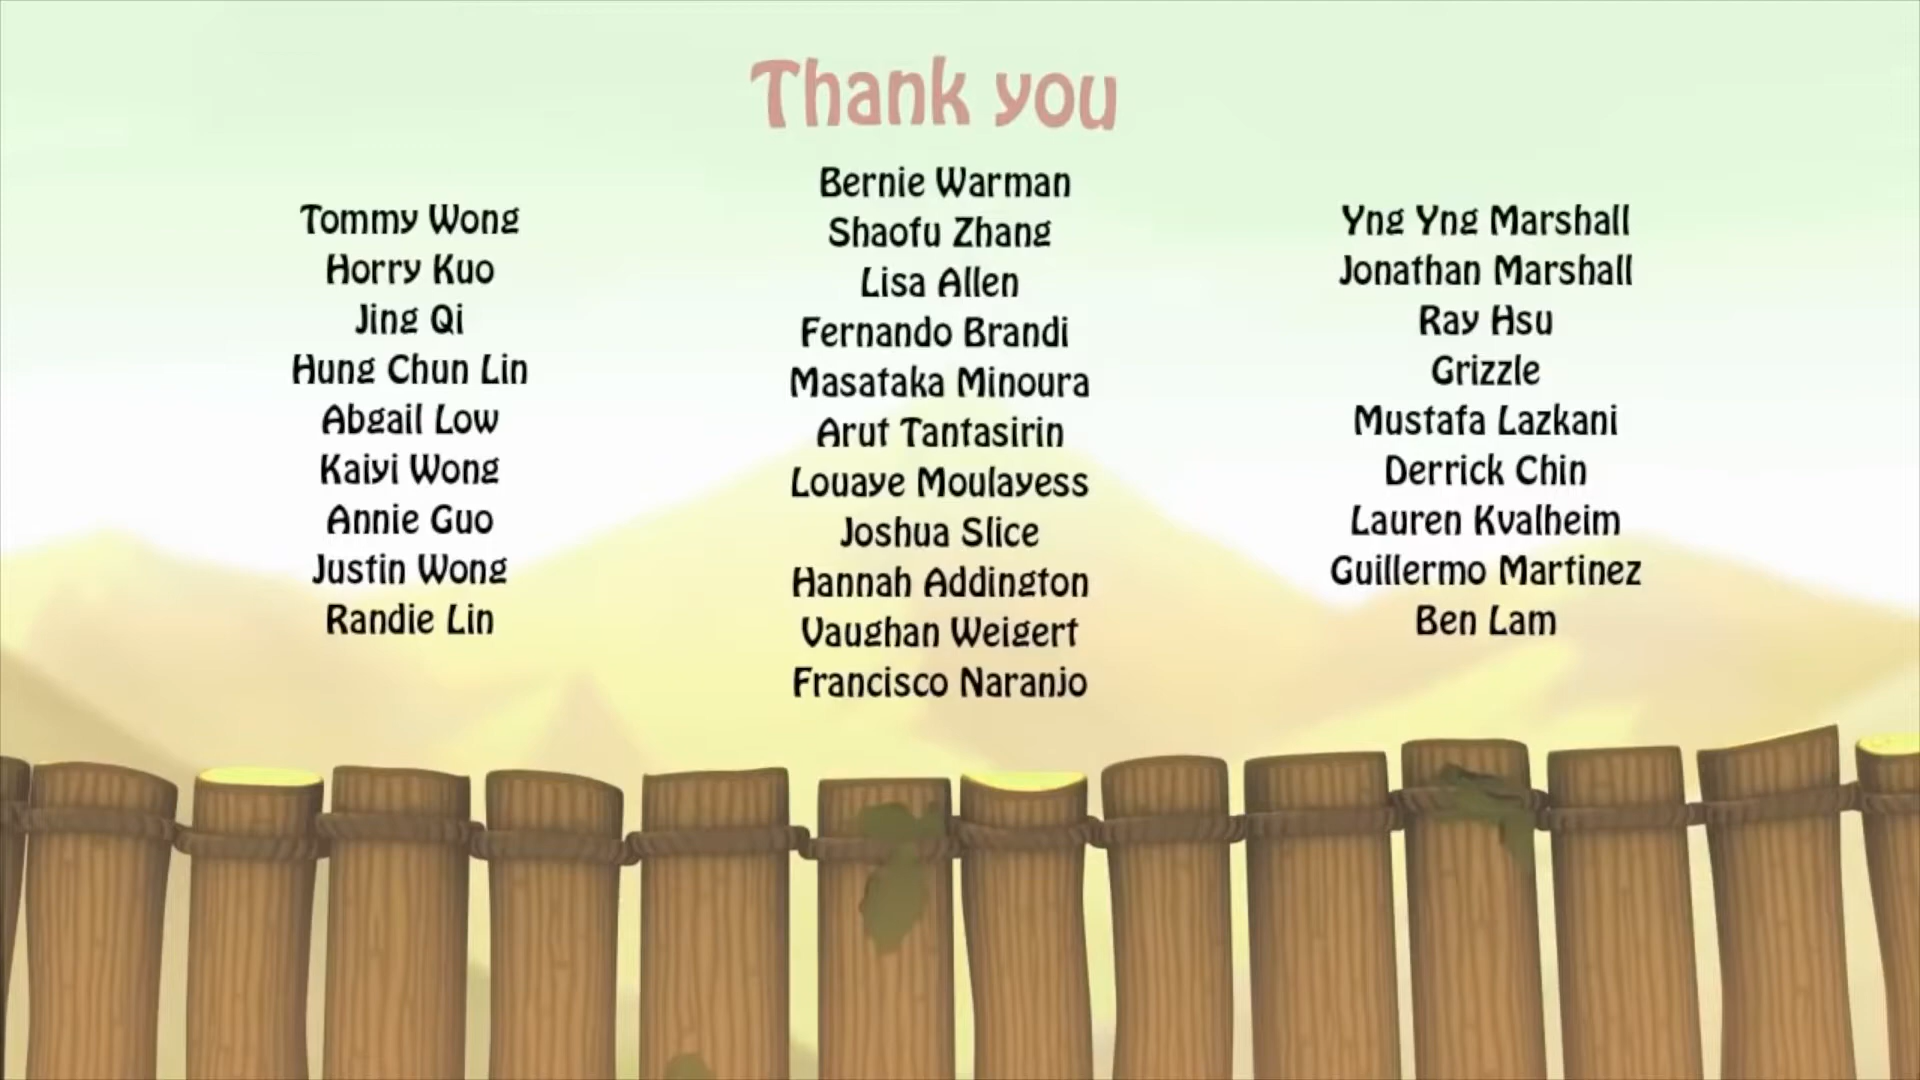 Thank you
Tommy Wong
Horry Kuo
Jing Qi
Hung Chun Lin
Abgail Low
Kaiyi Wong
Annie Guo
Justin Wong
Randie Lin
Bernie Warman
Shaofu Zhang
Lisa Allen
Fernando Brandi
Masataka Minoura
Arut Tantasirin
Louaye Moulayess
Joshua Slice
Hannah Addington
Vaughan Weigert
Francisco Naranjo
Yng Yng Marshall
Jonathan Marshall
Ray Hsu
Grizzle
Mustafa Lazkani
Derrick Chin
Lauren Kvalheim
Guillermo Martinez
Ben Lam